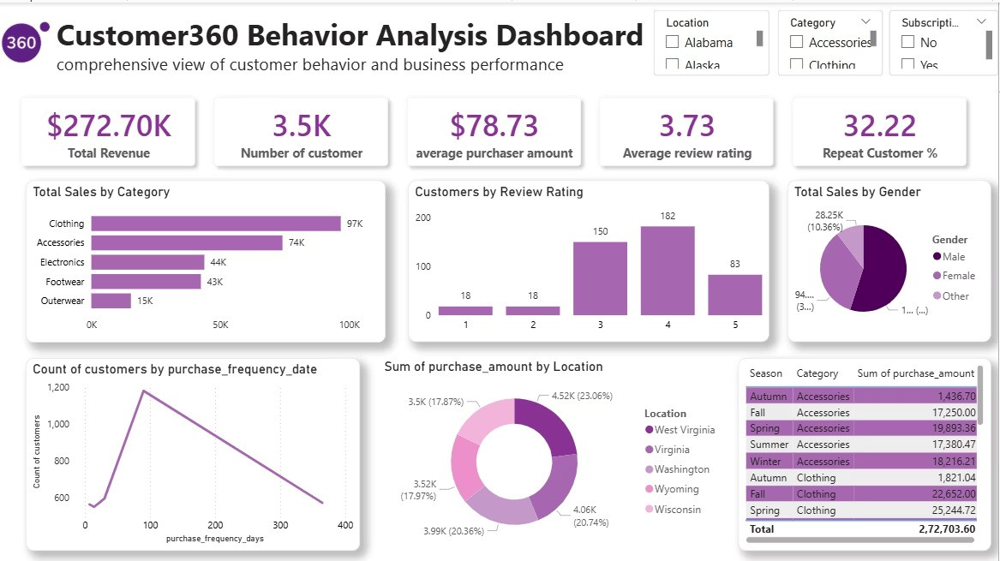 360
Customer360 Behavior Analysis Dashboard
comprehensive view of customer behavior and business performance
Location
Alabama
Alaska
Category
Accessories
Clothing
Subscripti...
No
Yes
$272.70K
Total Revenue
3.5K
Number of customer
$78.73
average purchaser amount
3.73
Average review rating
32.22
Repeat Customer %
Total Sales by Category
Clothing 97K
Accessories 74K
Electronics 44K
Footwear 43K
Outerwear 15K
0K 50K 100K
Customers by Review Rating
200
100
0
18 18 150 182 83
1 2 3 4 5
Total Sales by Gender
28.25K
(10.36%)
94....
(3...)
1... (...)
Gender
Male
Female
Other
Count of customers by purchase_frequency_date
Count of customers
1,200
1,000
800
600
0 100 200 300 400
purchase_frequency_days
Sum of purchase_amount by Location
3.5K (17.87%)
4.52K (23.06%)
3.52K
(17.97%)
4.06K
(20.74%)
3.99K (20.36%)
Location
West Virginia
Virginia
Washington
Wyoming
Wisconsin
Season Category Sum of purchase_amount
Autumn Accessories 1,436.70
Fall Accessories 17,250.00
Spring Accessories 19,893.36
Summer Accessories 17,380.47
Winter Accessories 18,216.21
Autumn Clothing 1,821.04
Fall Clothing 22,652.00
Spring Clothing 25,244.72
Total 2,72,703.60